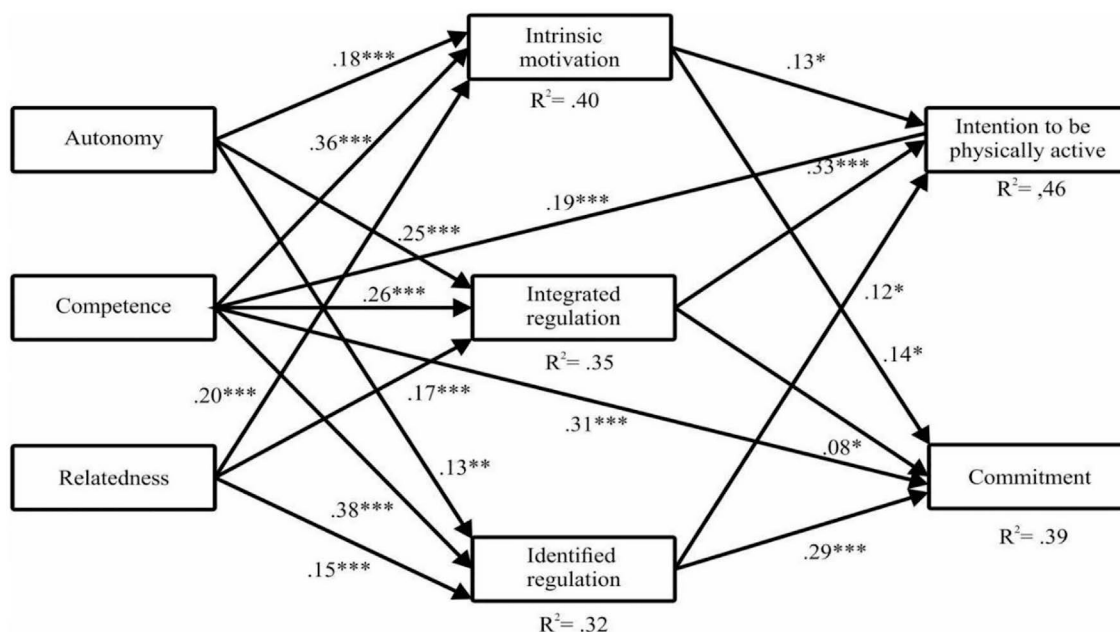 Intrinsic
motivation
R²= .40
.18***
.13*
Autonomy
.36***
Intention to be
physically active
R²= ,46
.33***
.19***
.25***
Competence
.26***
Integrated
regulation
R²= .35
.12*
.14*
.20***
.17***
.31***
Relatedness
.13**
.08*
Commitment
R²= .39
.38***
.15***
Identified
regulation
R²= .32
.29***